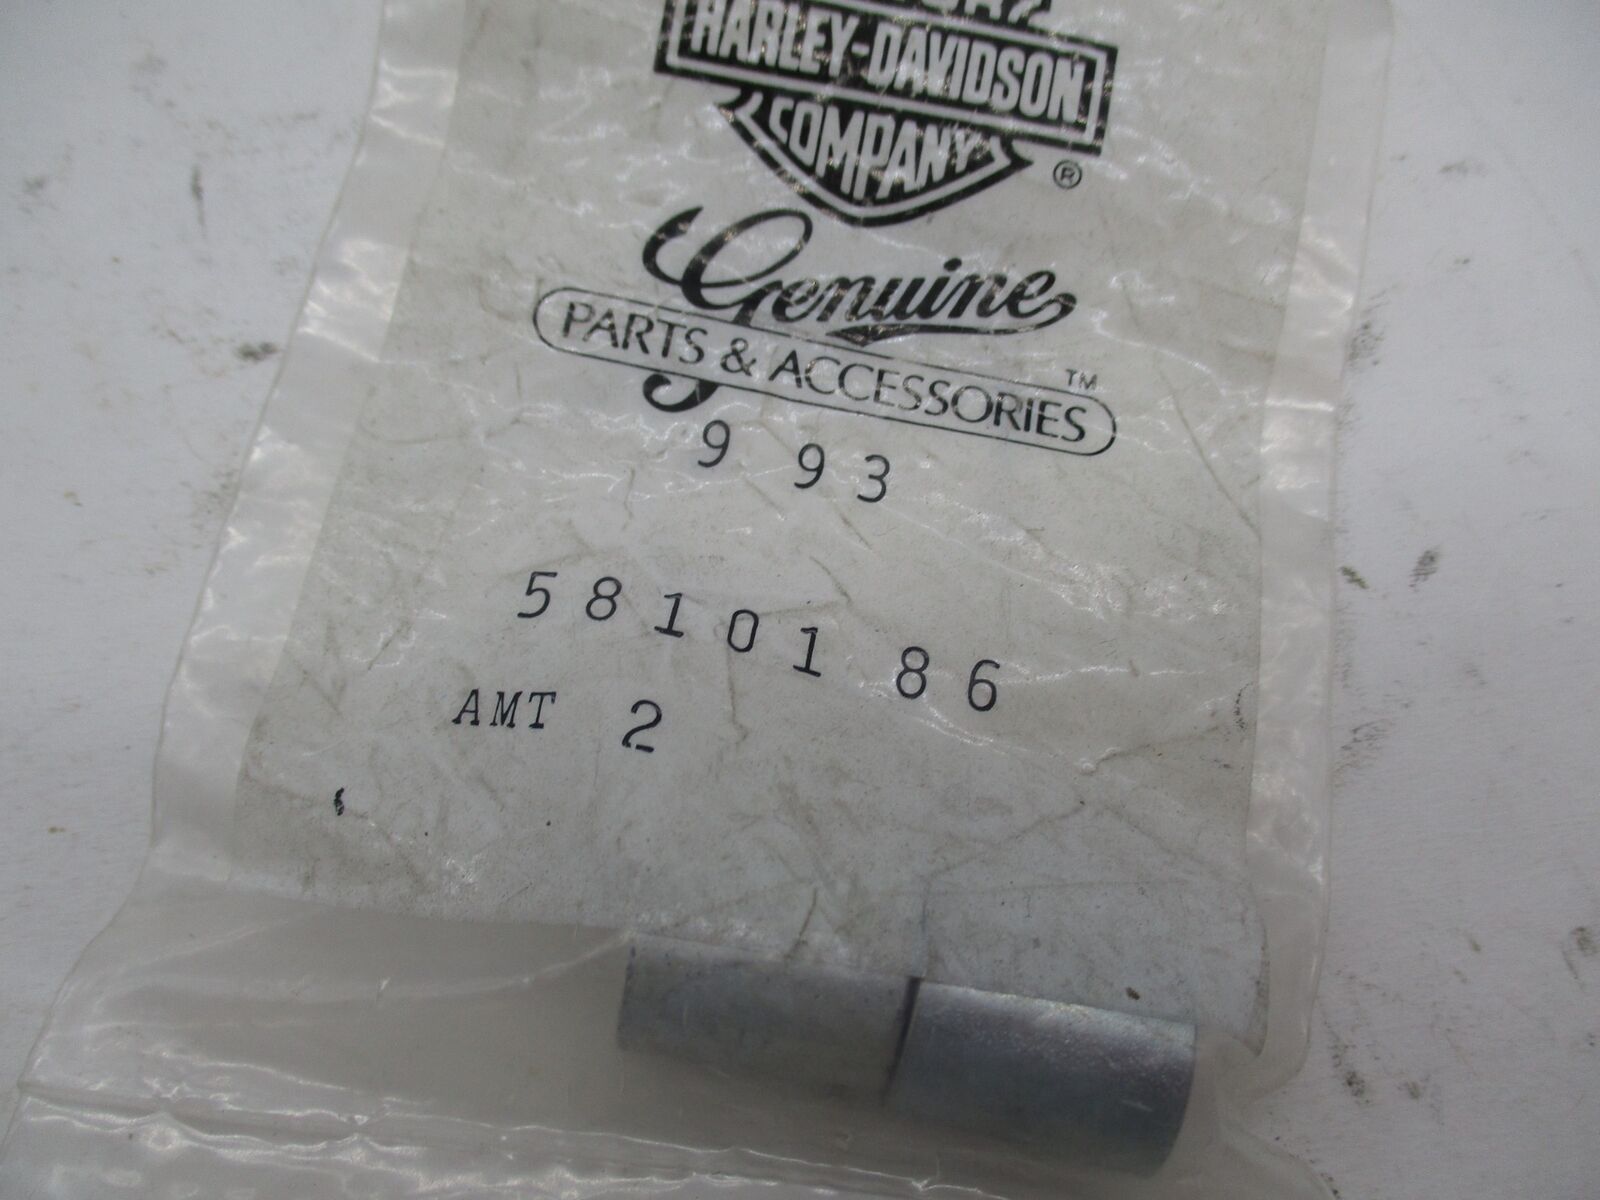 HARLEY-DAVIDSON
COMPANY
®
Genuine
PARTS & ACCESSORIES
TM
9 93
58101 86
AMT 2